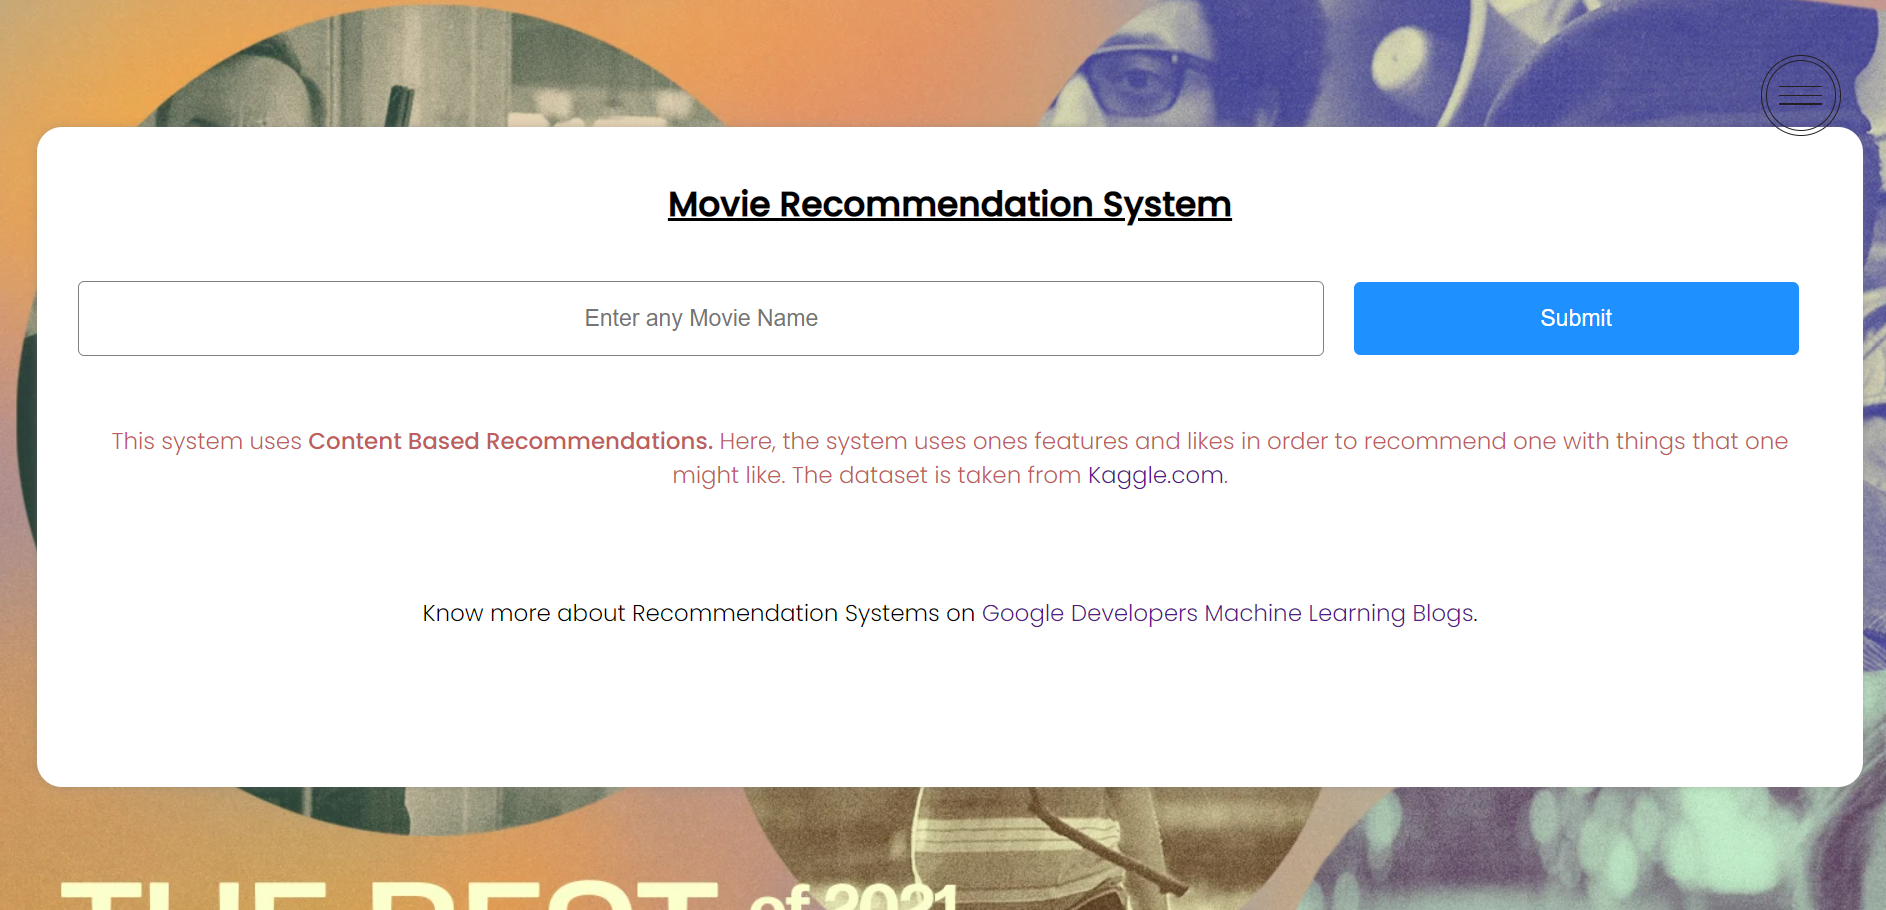 Movie Recommendation System
Enter any Movie Name
Submit
This system uses Content Based Recommendations. Here, the system uses ones features and likes in order to recommend one with things that one
might like. The dataset is taken from Kaggle.com.
Know more about Recommendation Systems on Google Developers Machine Learning Blogs.
THE BEST of 2021